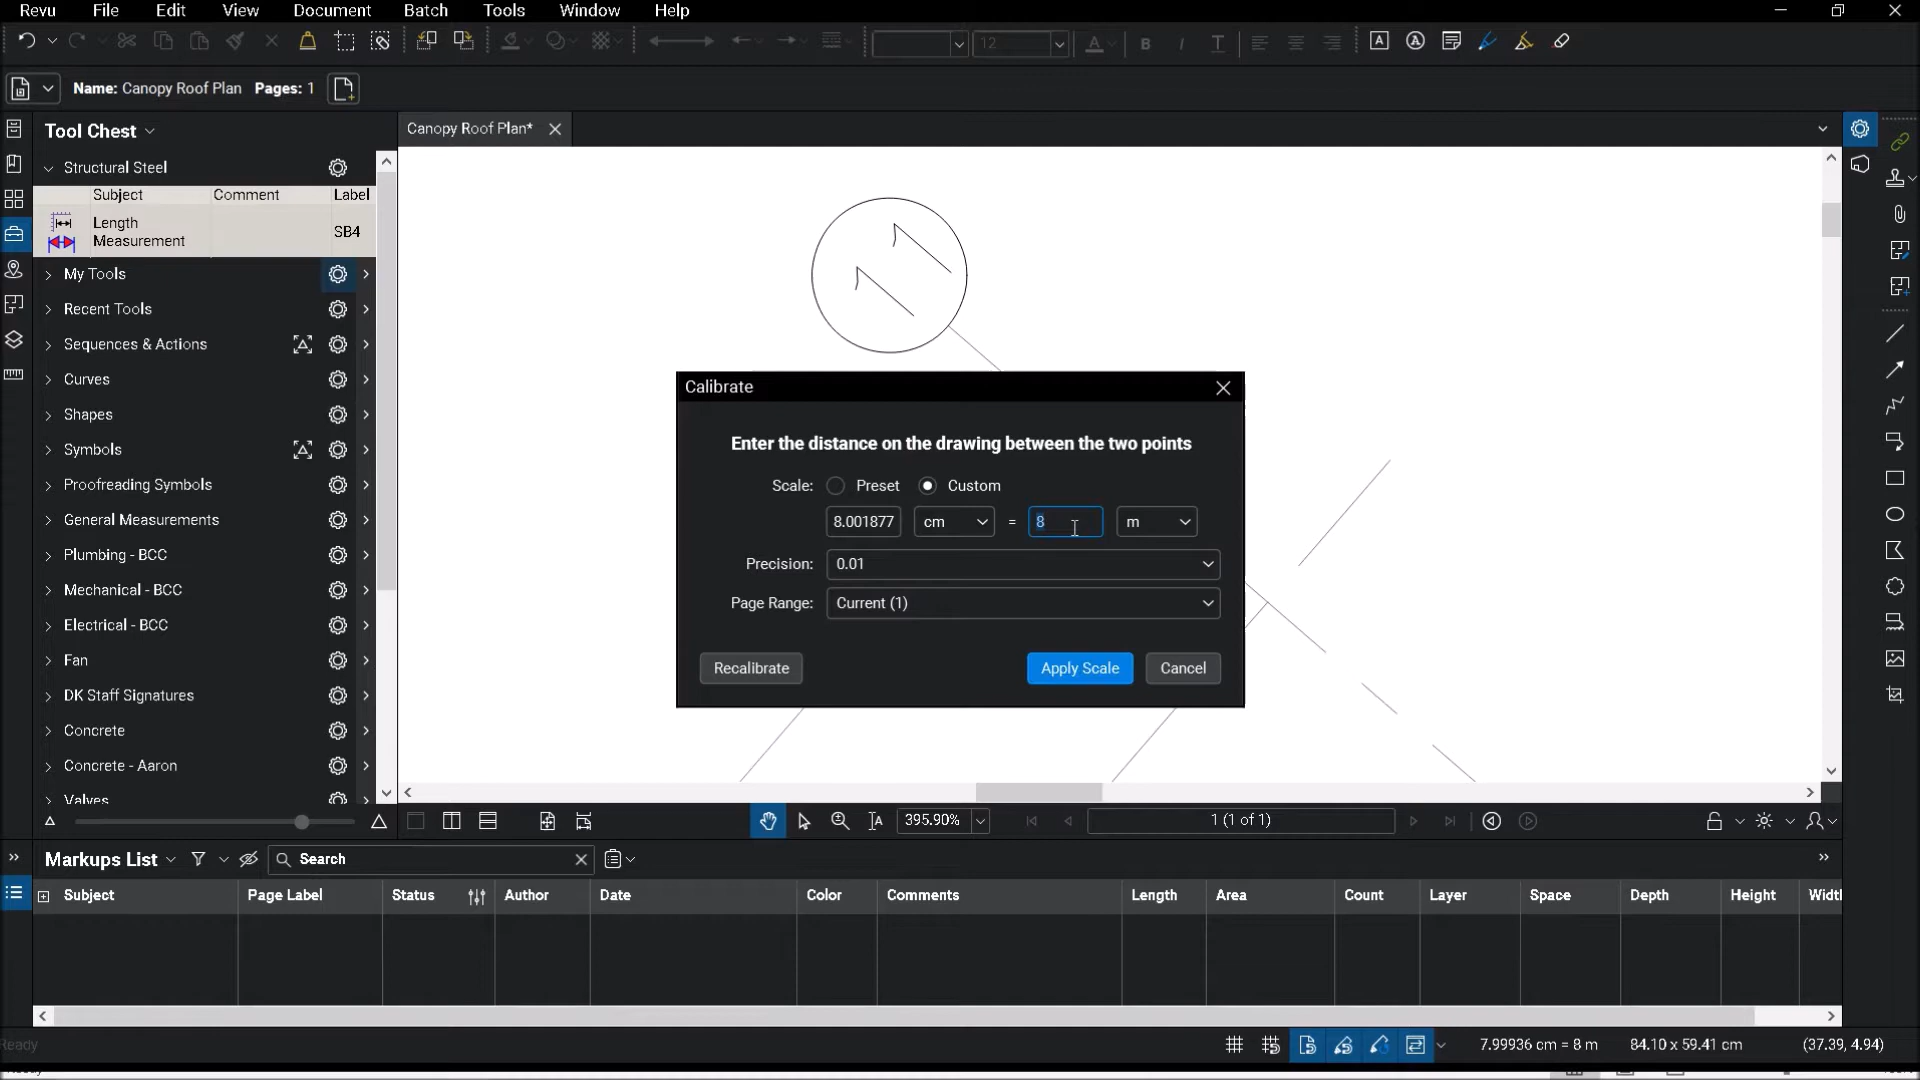 Revu File Edit View Document Batch Tools Window Help
12
Name: Canopy Roof Plan Pages: 1
Tool Chest
Structural Steel
Subject Comment Label
Length Measurement SB4
My Tools
Recent Tools
Sequences & Actions
Curves
Shapes
Symbols
Proofreading Symbols
General Measurements
Plumbing - BCC
Mechanical - BCC
Electrical - BCC
Fan
DK Staff Signatures
Concrete
Concrete - Aaron
Valves
Canopy Roof Plan*
11
Calibrate
Enter the distance on the drawing between the two points
Scale: Preset Custom
8.001877 cm = 8 m
Precision: 0.01
Page Range: Current (1)
Recalibrate Apply Scale Cancel
395.90% 1 (1 of 1)
Markups List Search
Subject Page Label Status Author Date Color Comments Length Area Count Layer Space Depth Height Widt
Ready 7.99936 cm = 8 m 84.10 x 59.41 cm (37.39, 4.94)